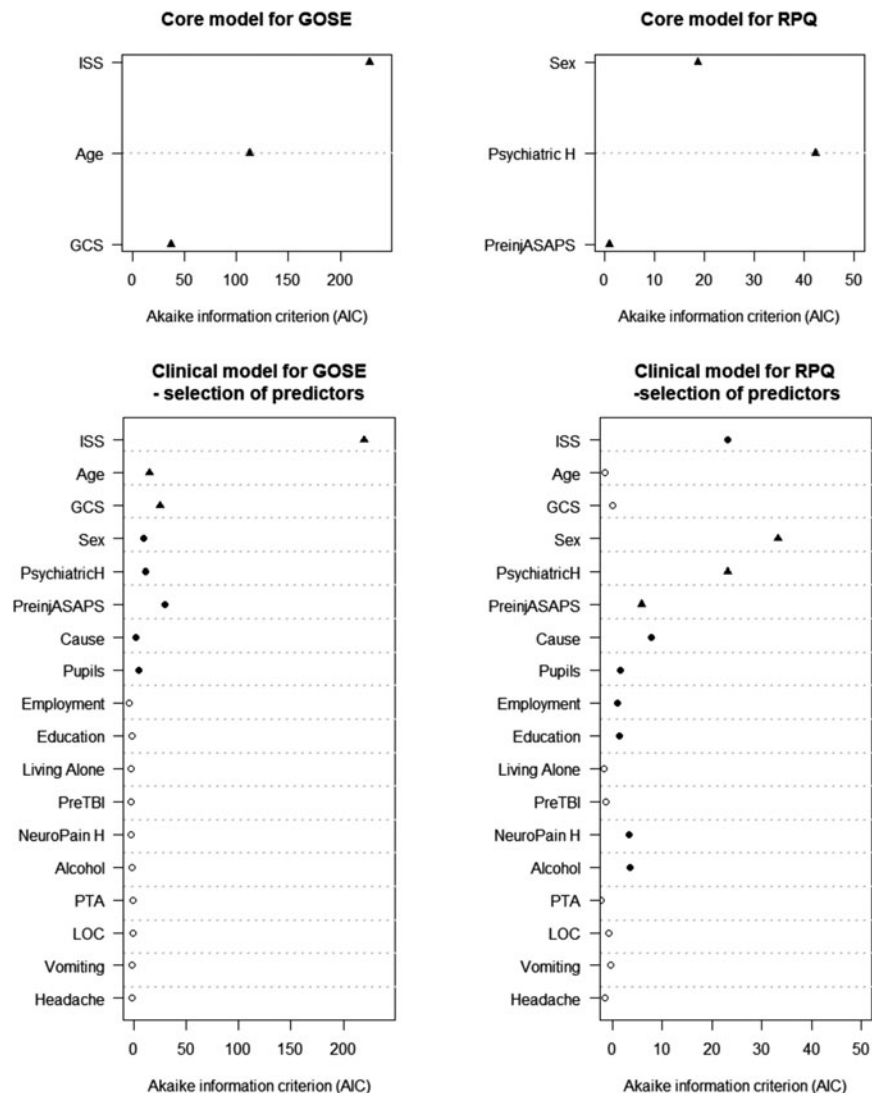 Core model for GOSE
ISS
Age
GCS
0 50 100 150 200
Akaike information criterion (AIC)
Core model for RPQ
Sex
Psychiatric H
PreinjASAPS
0 10 20 30 40 50
Akaike information criterion (AIC)
Clinical model for GOSE
- selection of predictors
ISS
Age
GCS
Sex
PsychiatricH
PreinjASAPS
Cause
Pupils
Employment
Education
Living Alone
PreTBI
NeuroPain H
Alcohol
PTA
LOC
Vomiting
Headache
0 50 100 150 200
Akaike information criterion (AIC)
Clinical model for RPQ
-selection of predictors
ISS
Age
GCS
Sex
PsychiatricH
PreinjASAPS
Cause
Pupils
Employment
Education
Living Alone
PreTBI
NeuroPain H
Alcohol
PTA
LOC
Vomiting
Headache
0 10 20 30 40 50
Akaike information criterion (AIC)